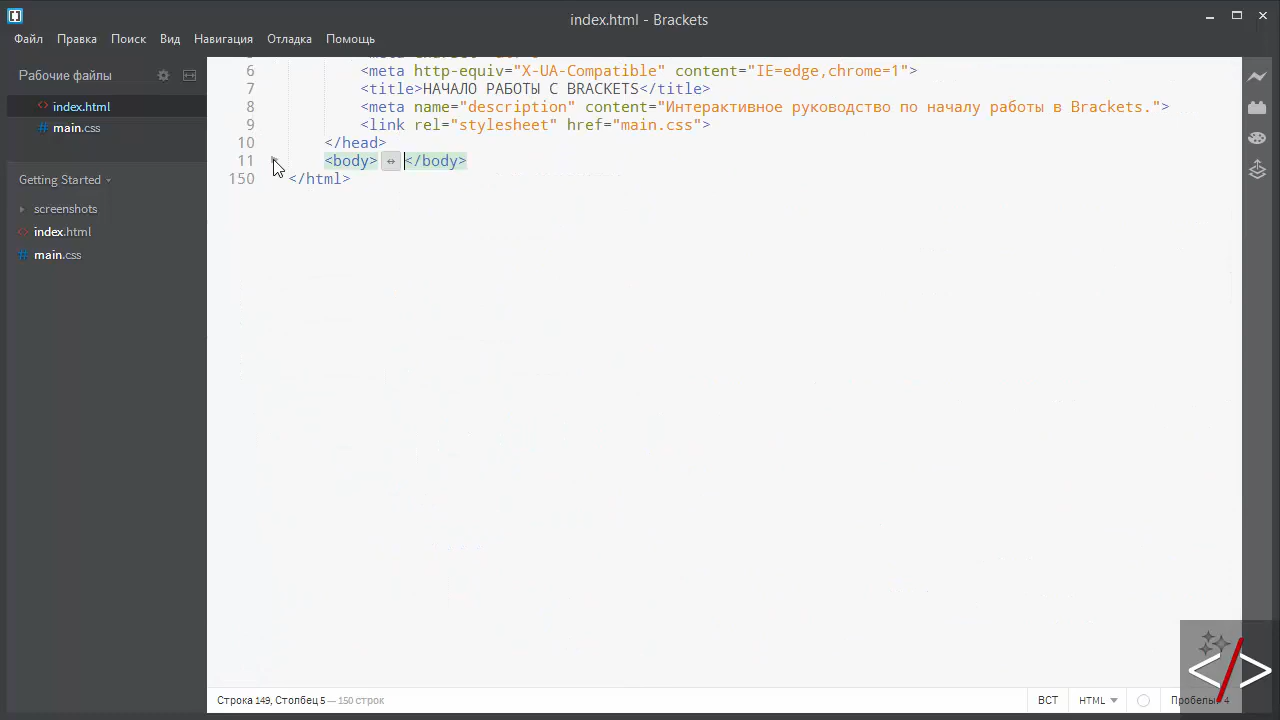 index.html - Brackets
Файл Правка Поиск Вид Навигация Отладка Помощь
Рабочие файлы
index.html
main.css
Getting Started
screenshots
index.html
main.css
6 <meta http-equiv="X-UA-Compatible" content="IE=edge,chrome=1">
7 <title>НАЧАЛО РАБОТЫ С BRACKETS</title>
8 <meta name="description" content="Интерактивное руководство по началу работы в Brackets.">
9 <link rel="stylesheet" href="main.css">
10 </head>
11 <body> ↔ </body>
150 </html>
Строка 149, Столбец 5 — 150 строк
ВСТ HTML Пробелы: 4